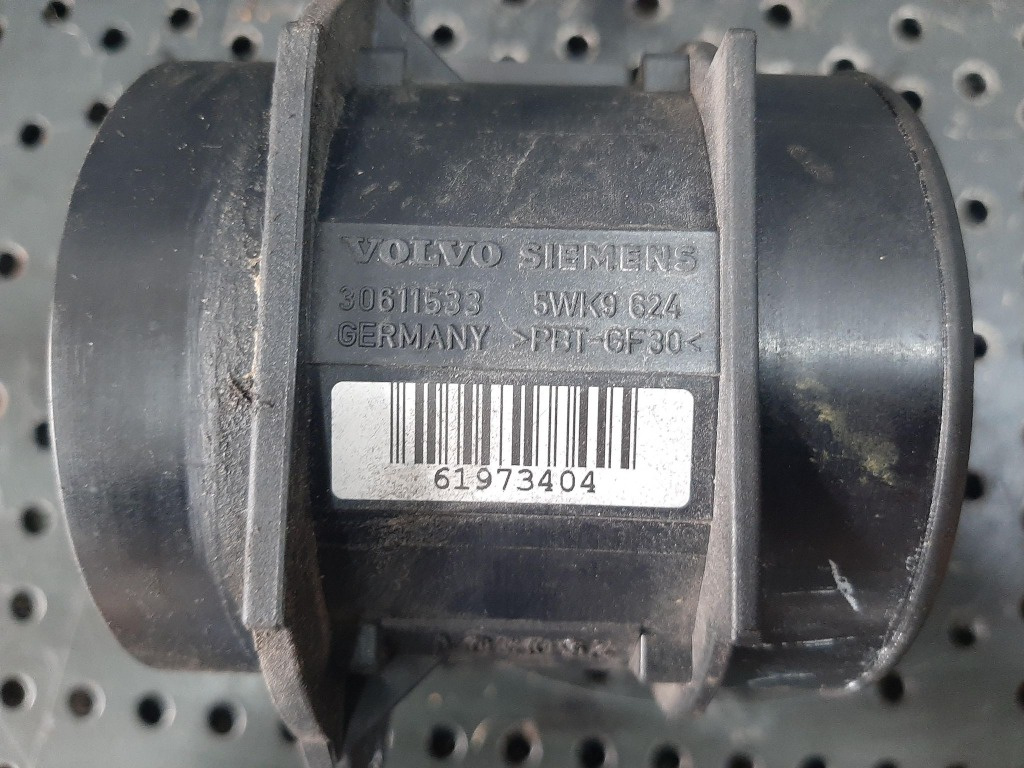 VOLVO SIEMENS
30611533 5WK9 624
GERMANY >PBT-GF30<
61973404